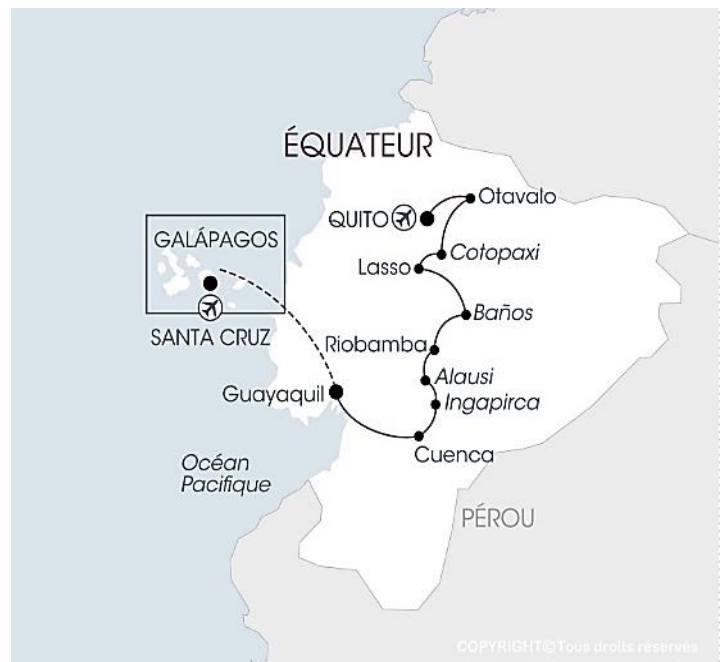 ÉQUATEUR
Otavalo
QUITO
GALÁPAGOS
Cotopaxi
Lasso
Baños
SANTA CRUZ
Riobamba
Alausi
Guayaquil
Ingapirca
Cuenca
Océan
Pacifique
PÉROU
COPYRIGHT©Tous droits réservés